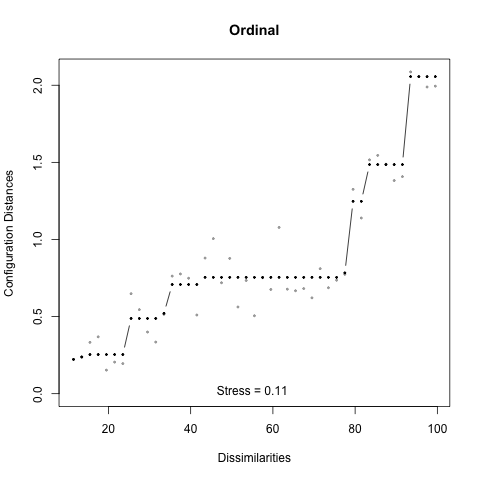 Ordinal
Configuration Distances
2.0
1.5
1.0
0.5
0.0
Stress = 0.11
20 40 60 80 100
Dissimilarities